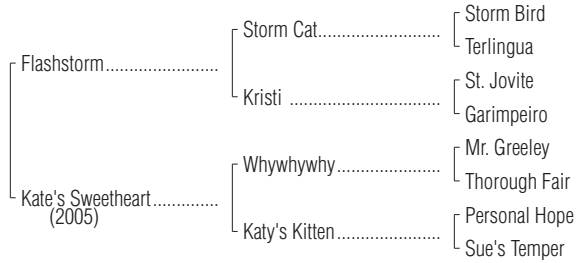 Storm Bird
Storm Cat
Terlingua
Flashstorm
St. Jovite
Kristi
Garimpeiro
Mr. Greeley
Whywhywhy
Thorough Fair
Kate's Sweetheart
(2005)
Personal Hope
Katy's Kitten
Sue's Temper